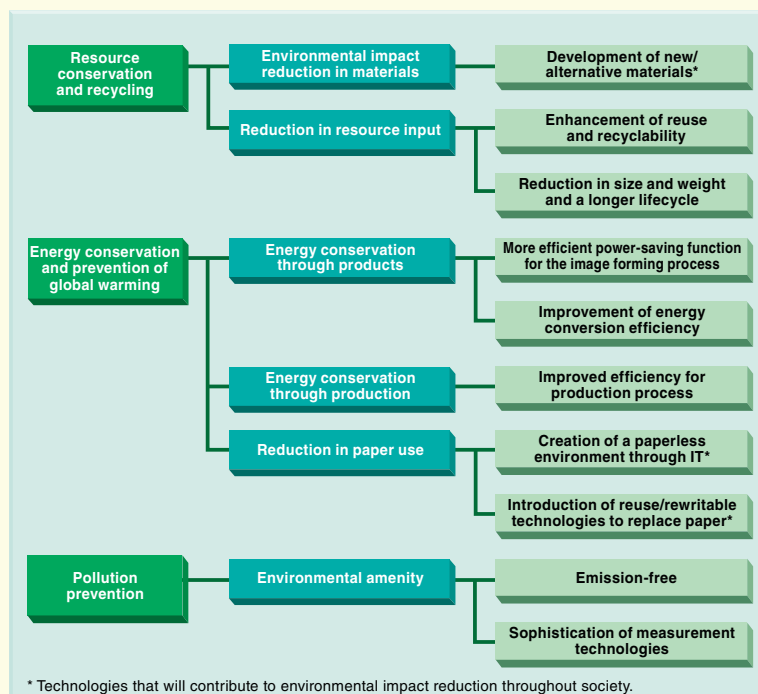 Resource
conservation
and recycling
Environmental impact
reduction in materials
Development of new/
alternative materials*
Reduction in resource input
Enhancement of reuse
and recyclability
Reduction in size and weight
and a longer lifecycle
Energy conservation
and prevention of
global warming
Energy conservation
through products
More efficient power-saving function
for the image forming process
Improvement of energy
conversion efficiency
Energy conservation
through production
Improved efficiency for
production process
Reduction in paper use
Creation of a paperless
environment through IT*
Introduction of reuse/rewritable
technologies to replace paper*
Pollution
prevention
Environmental amenity
Emission-free
Sophistication of measurement
technologies
* Technologies that will contribute to environmental impact reduction throughout society.